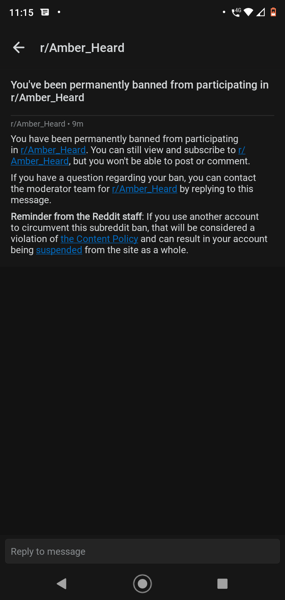 11:15
r/Amber_Heard
You've been permanently banned from participating in
r/Amber_Heard
r/Amber_Heard • 9m
You have been permanently banned from participating
in r/Amber_Heard. You can still view and subscribe to r/
Amber_Heard, but you won't be able to post or comment.
If you have a question regarding your ban, you can contact
the moderator team for r/Amber_Heard by replying to this
message.
Reminder from the Reddit staff: If you use another account
to circumvent this subreddit ban, that will be considered a
violation of the Content Policy and can result in your account
being suspended from the site as a whole.
Reply to message